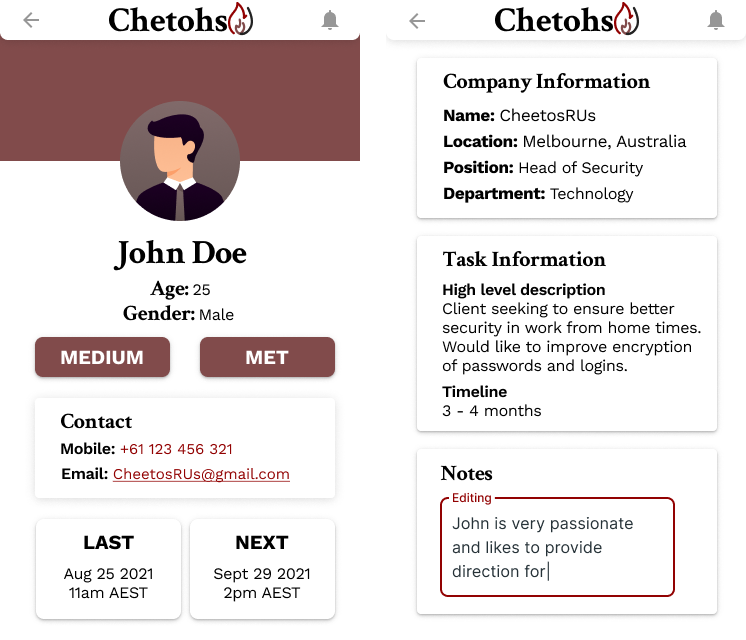 Chetohs
John Doe
Age: 25
Gender: Male
MEDIUM
MET
Contact
Mobile: +61 123 456 321
Email: CheetosRUs@gmail.com
LAST
Aug 25 2021
11am AEST
NEXT
Sept 29 2021
2pm AEST
Chetohs
Company Information
Name: CheetosRUs
Location: Melbourne, Australia
Position: Head of Security
Department: Technology
Task Information
High level description
Client seeking to ensure better
security in work from home times.
Would like to improve encryption
of passwords and logins.
Timeline
3 - 4 months
Notes
Editing
John is very passionate
and likes to provide
direction for